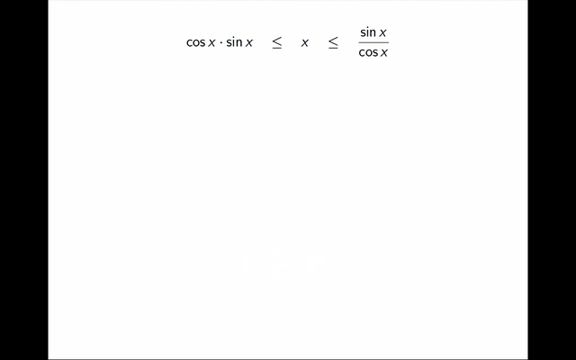 cos x · sin x ≤ x ≤ sin x / cos x